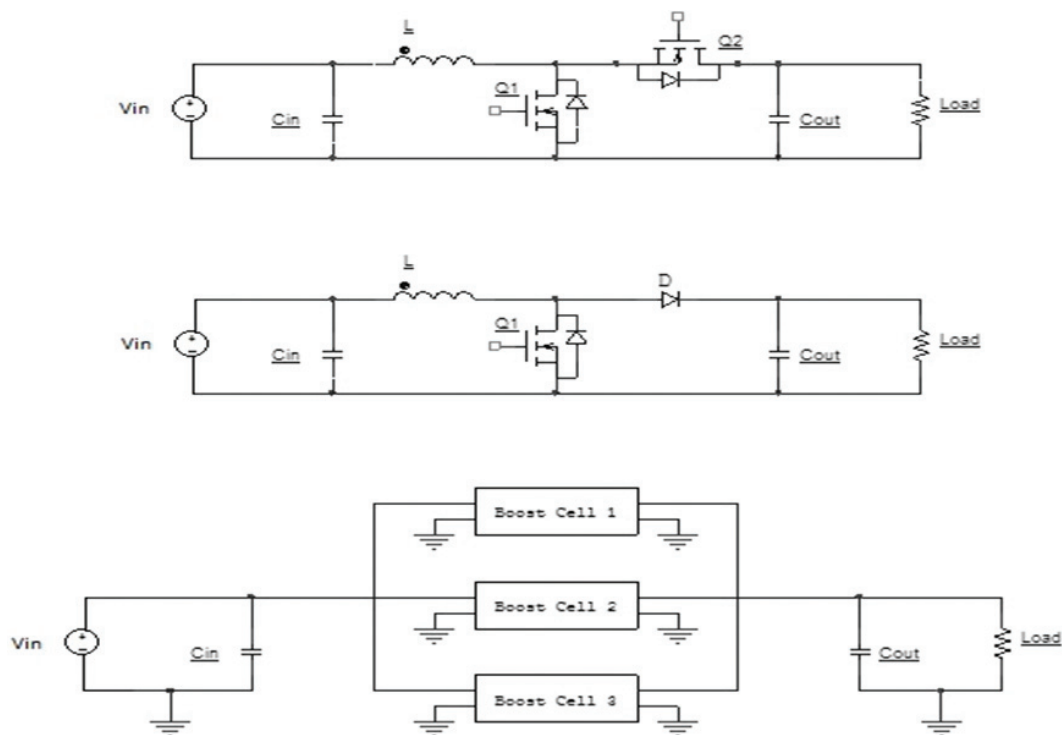 L
Q2
Q1
Vin
Cin
Cout
Load
L
D
Q1
Vin
Cin
Cout
Load
Boost Cell 1
Boost Cell 2
Vin
Cin
Cout
Load
Boost Cell 3